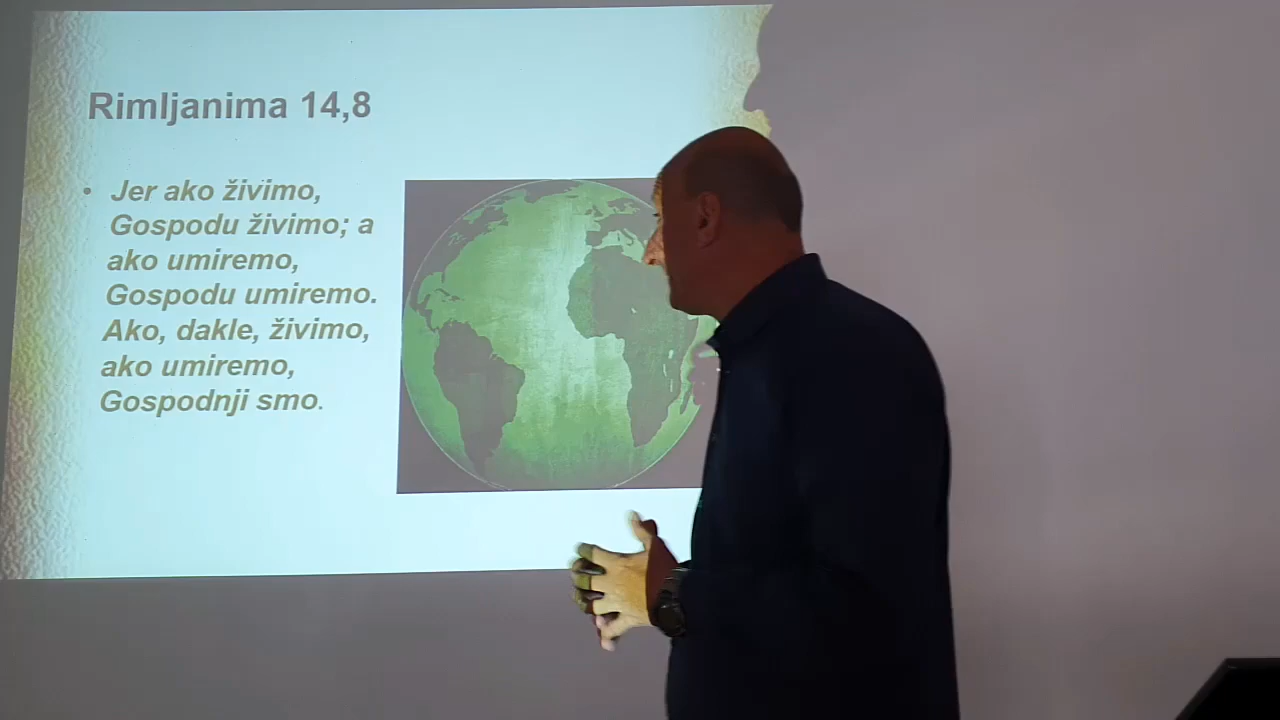 Rimljanima 14,8
• Jer ako živimo,
Gospodu živimo; a
ako umiremo,
Gospodu umiremo.
Ako, dakle, živimo,
ako umiremo,
Gospodnji smo.